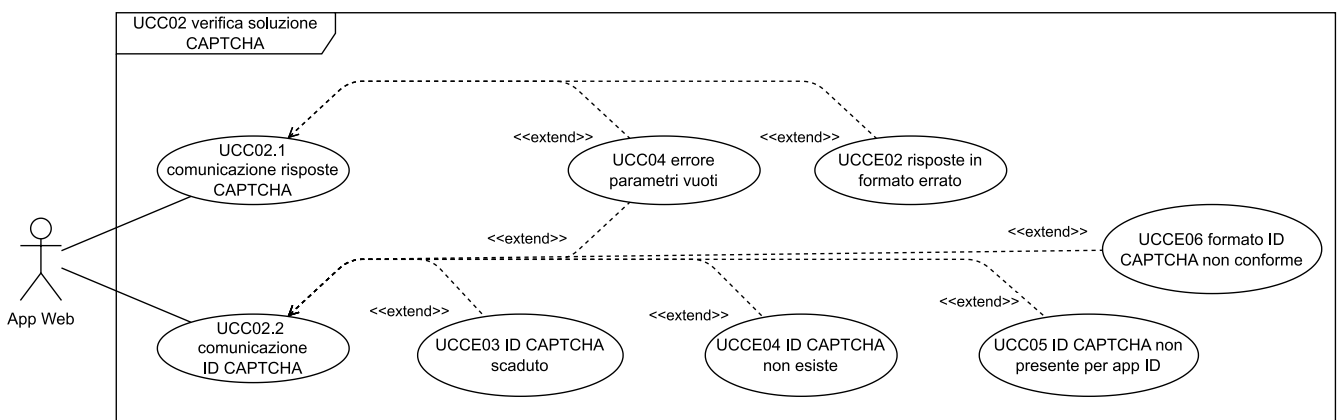 UCC02 verifica soluzione
CAPTCHA
<<extend>>
<<extend>>
UCC02.1
comunicazione risposte
CAPTCHA
UCC04 errore
parametri vuoti
UCCE02 risposte in
formato errato
<<extend>>
<<extend>>
UCCE06 formato ID
CAPTCHA non conforme
App Web
<<extend>>
<<extend>>
<<extend>>
UCC02.2
comunicazione
ID CAPTCHA
UCCE03 ID CAPTCHA
scaduto
UCCE04 ID CAPTCHA
non esiste
UCC05 ID CAPTCHA non
presente per app ID